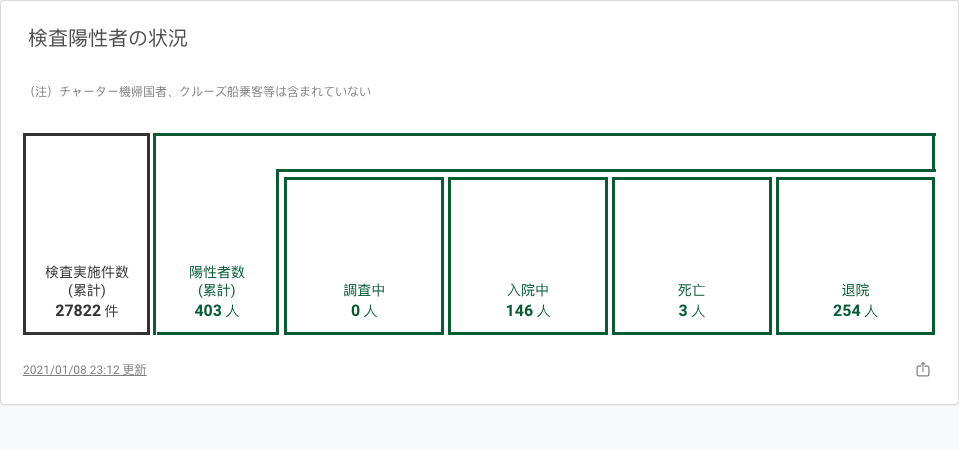 検査陽性者の状況
（注）チャーター機帰国者、クルーズ船乗客等は含まれていない
検査実施件数
(累計)
27822 件
陽性者数
(累計)
403 人
調査中
0 人
入院中
146 人
死亡
3 人
退院
254 人
2021/01/08 23:12 更新